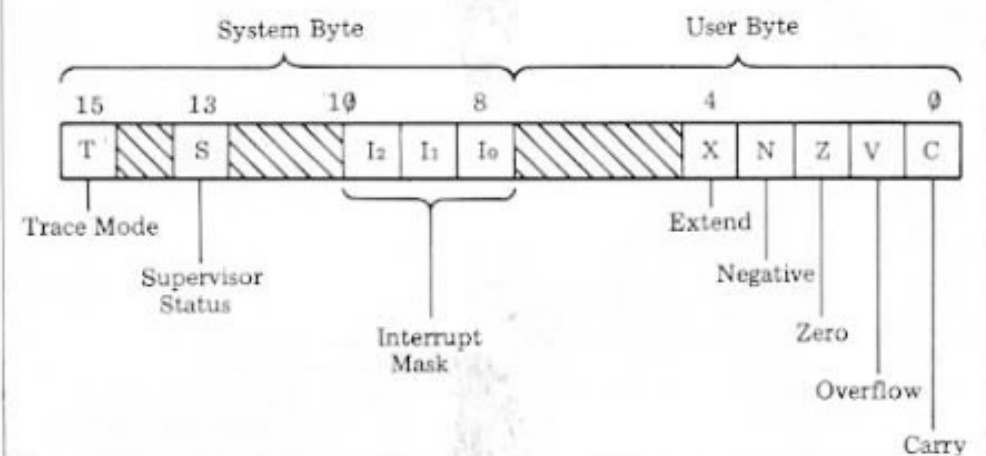 System Byte
User Byte
15 13 10 8 4 0
T S I2 I1 I0 X N Z V C
Trace Mode
Extend
Supervisor
Status
Negative
Interrupt
Mask
Zero
Overflow
Carry